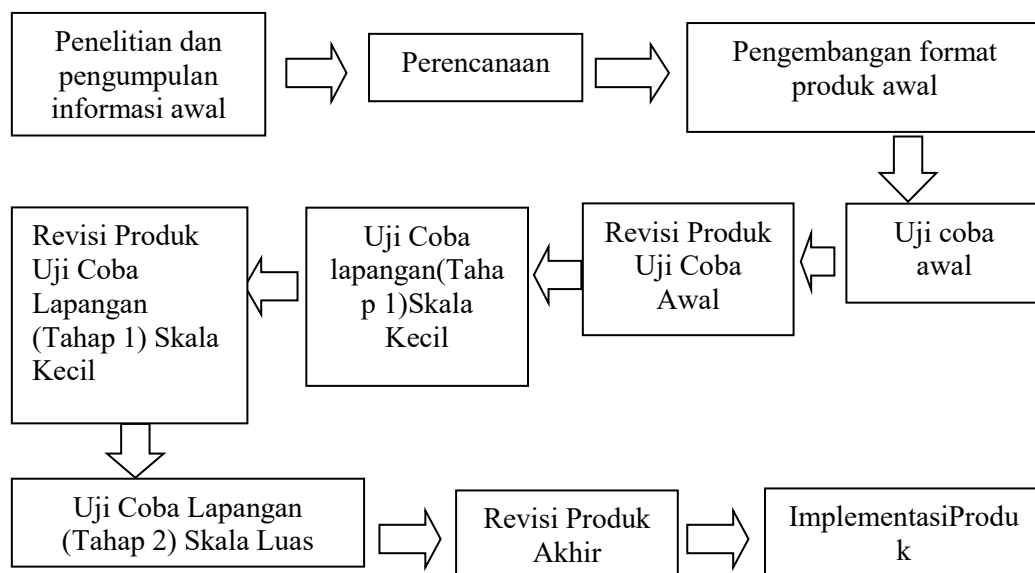 Penelitian dan
pengumpulan
informasi awal
Perencanaan
Pengembangan format
produk awal
Uji coba
awal
Revisi Produk
Uji Coba
Awal
Uji Coba
lapangan(Taha
p 1)Skala
Kecil
Revisi Produk
Uji Coba
Lapangan
(Tahap 1) Skala
Kecil
Uji Coba Lapangan
(Tahap 2) Skala Luas
Revisi Produk
Akhir
ImplementasiProdu
k